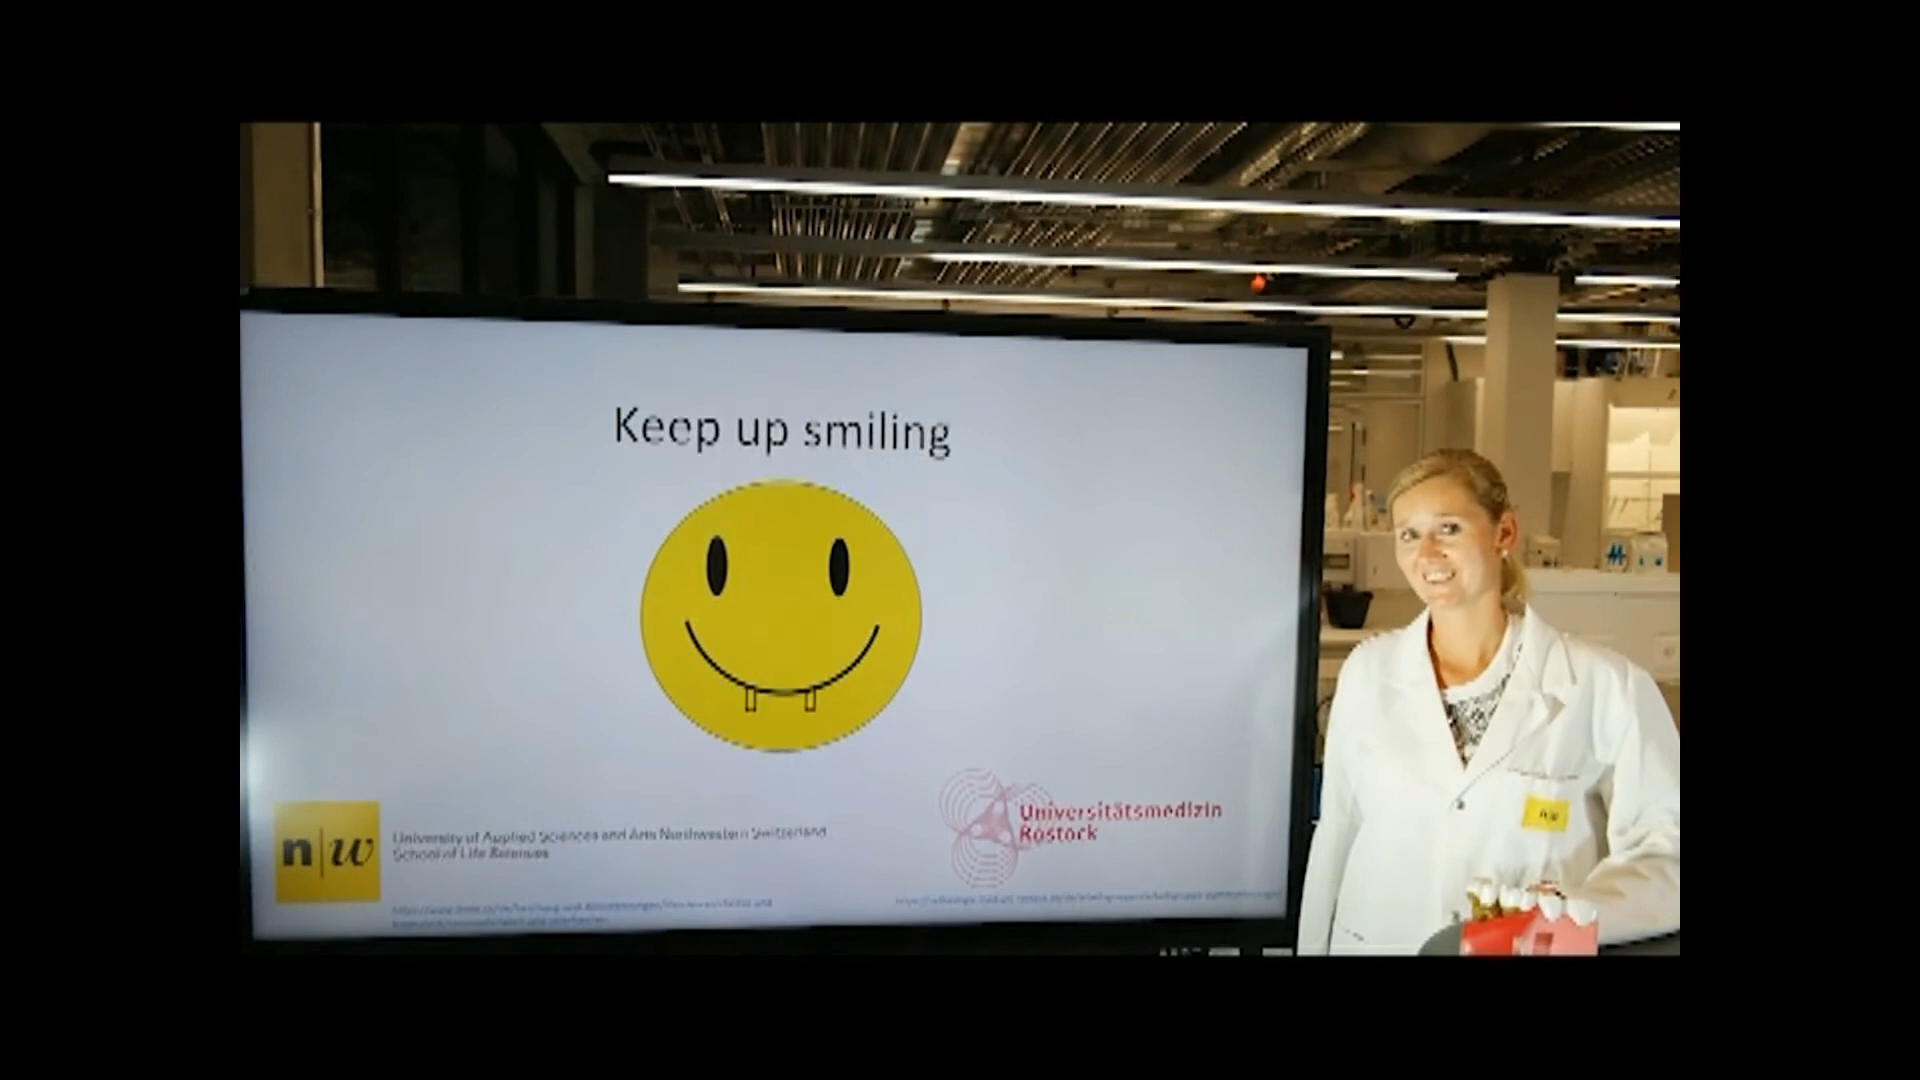 Keep up smiling
n|w
University of Applied Sciences and Arts Northwestern Switzerland
School of Life Sciences
Universitätsmedizin
Rostock
n|w